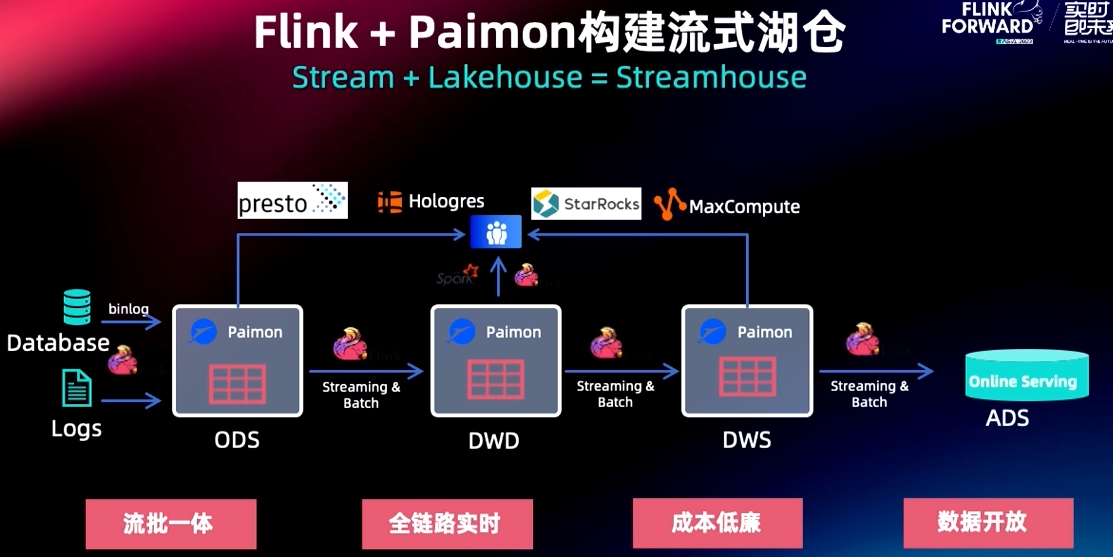 Flink + Paimon构建流式湖仓
FLINK
FORWARD
实时
即未来
Stream + Lakehouse = Streamhouse
presto
Hologres
StarRocks
MaxCompute
Spark
binlog
Database
Logs
Paimon
Paimon
Paimon
Streaming &
Batch
Streaming &
Batch
Streaming &
Batch
Online Serving
ODS
DWD
DWS
ADS
流批一体
全链路实时
成本低廉
数据开放